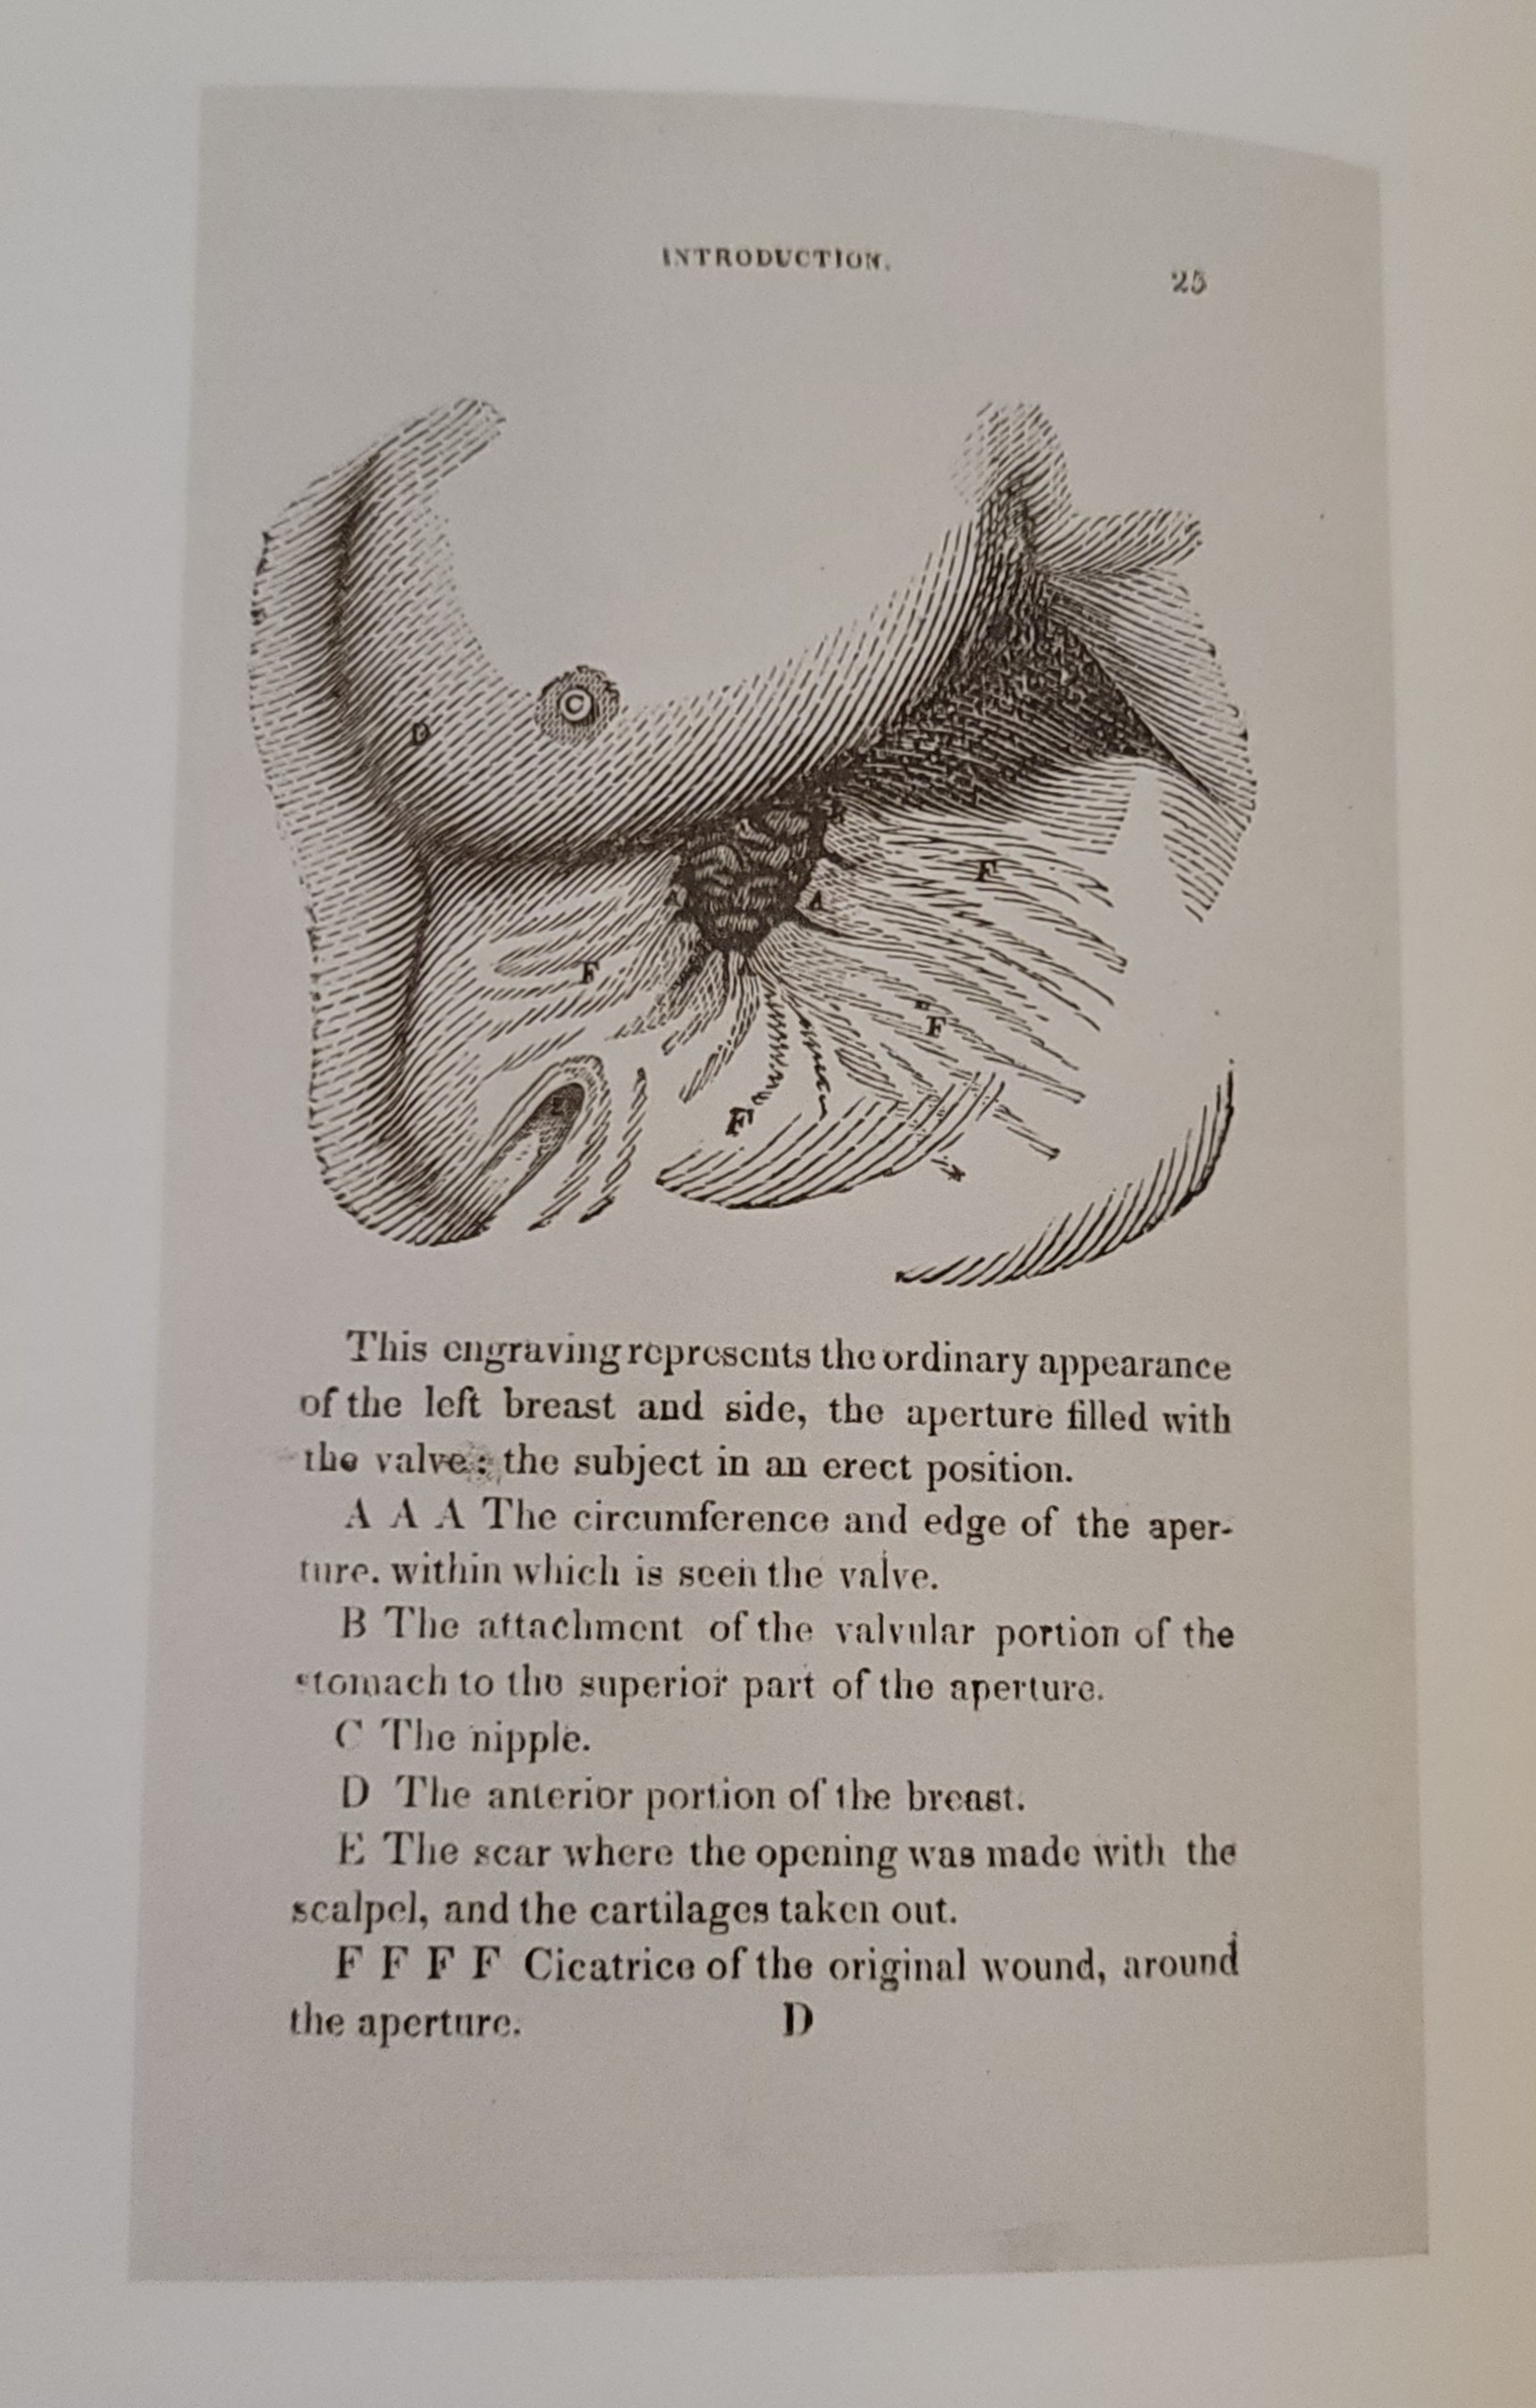 INTRODUCTION.
25
C
D
A
A
F
F
F
F
E
This engraving represents the ordinary appearance
of the left breast and side, the aperture filled with
the valve: the subject in an erect position.
A A A The circumference and edge of the aper-
ture. within which is seen the valve.
B The attachment of the valvular portion of the
stomach to the superior part of the aperture.
C The nipple.
D The anterior portion of the breast.
E The scar where the opening was made with the
scalpel, and the cartilages taken out.
F F F F Cicatrice of the original wound, around
the aperture. D